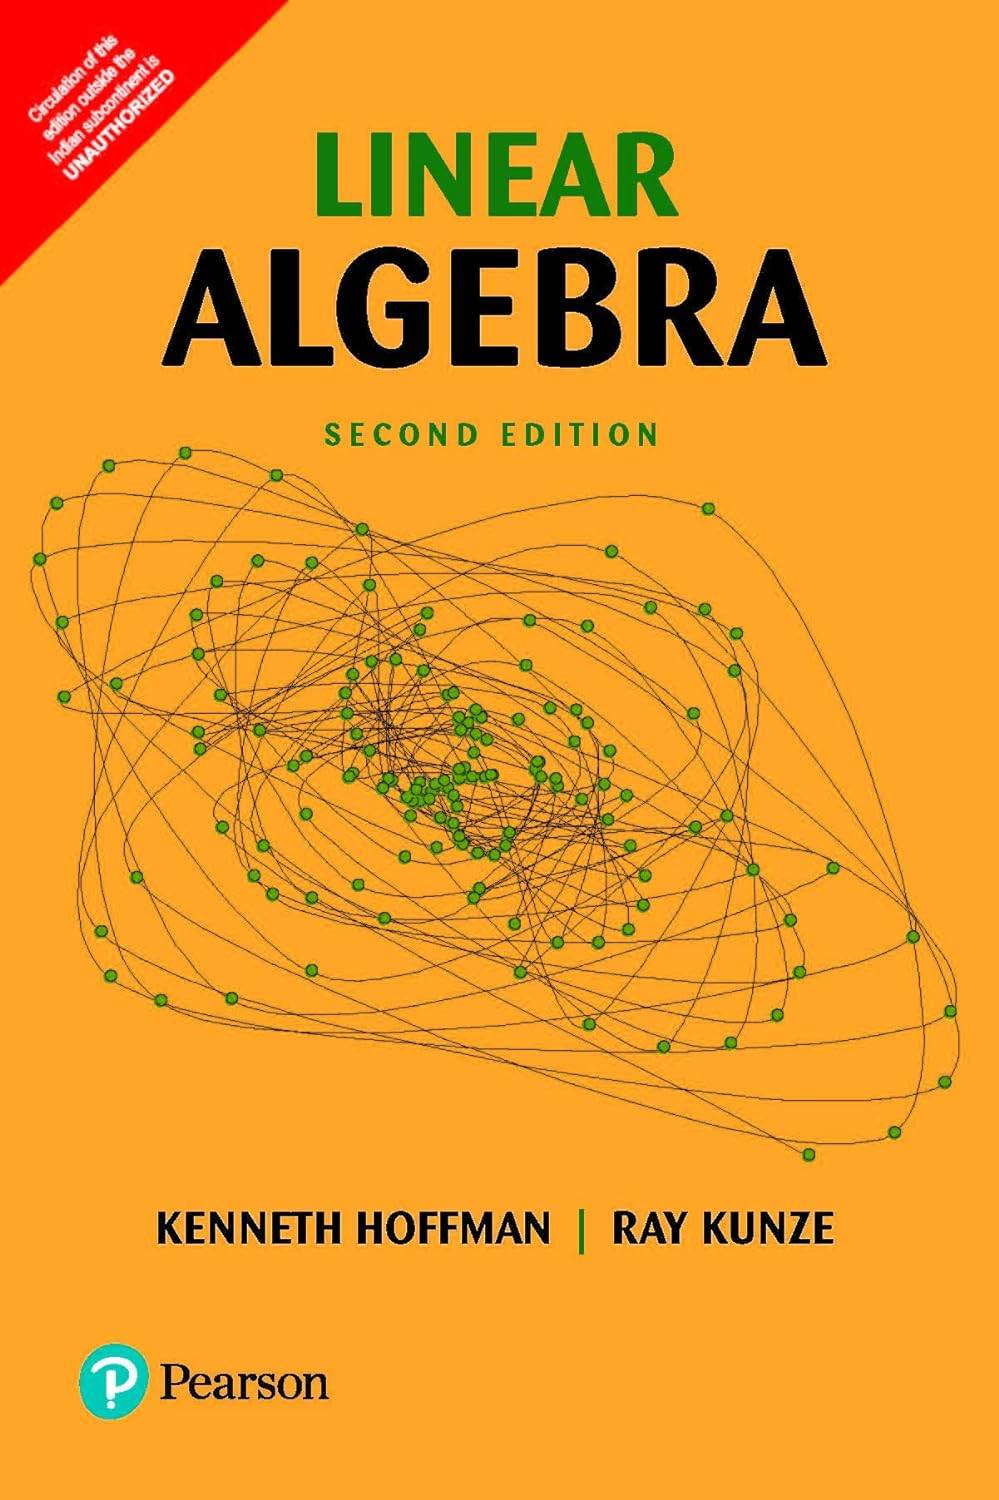 Circulation of this
edition outside the
Indian subcontinent is
UNAUTHORIZED
LINEAR
ALGEBRA
SECOND EDITION
KENNETH HOFFMAN | RAY KUNZE
Pearson